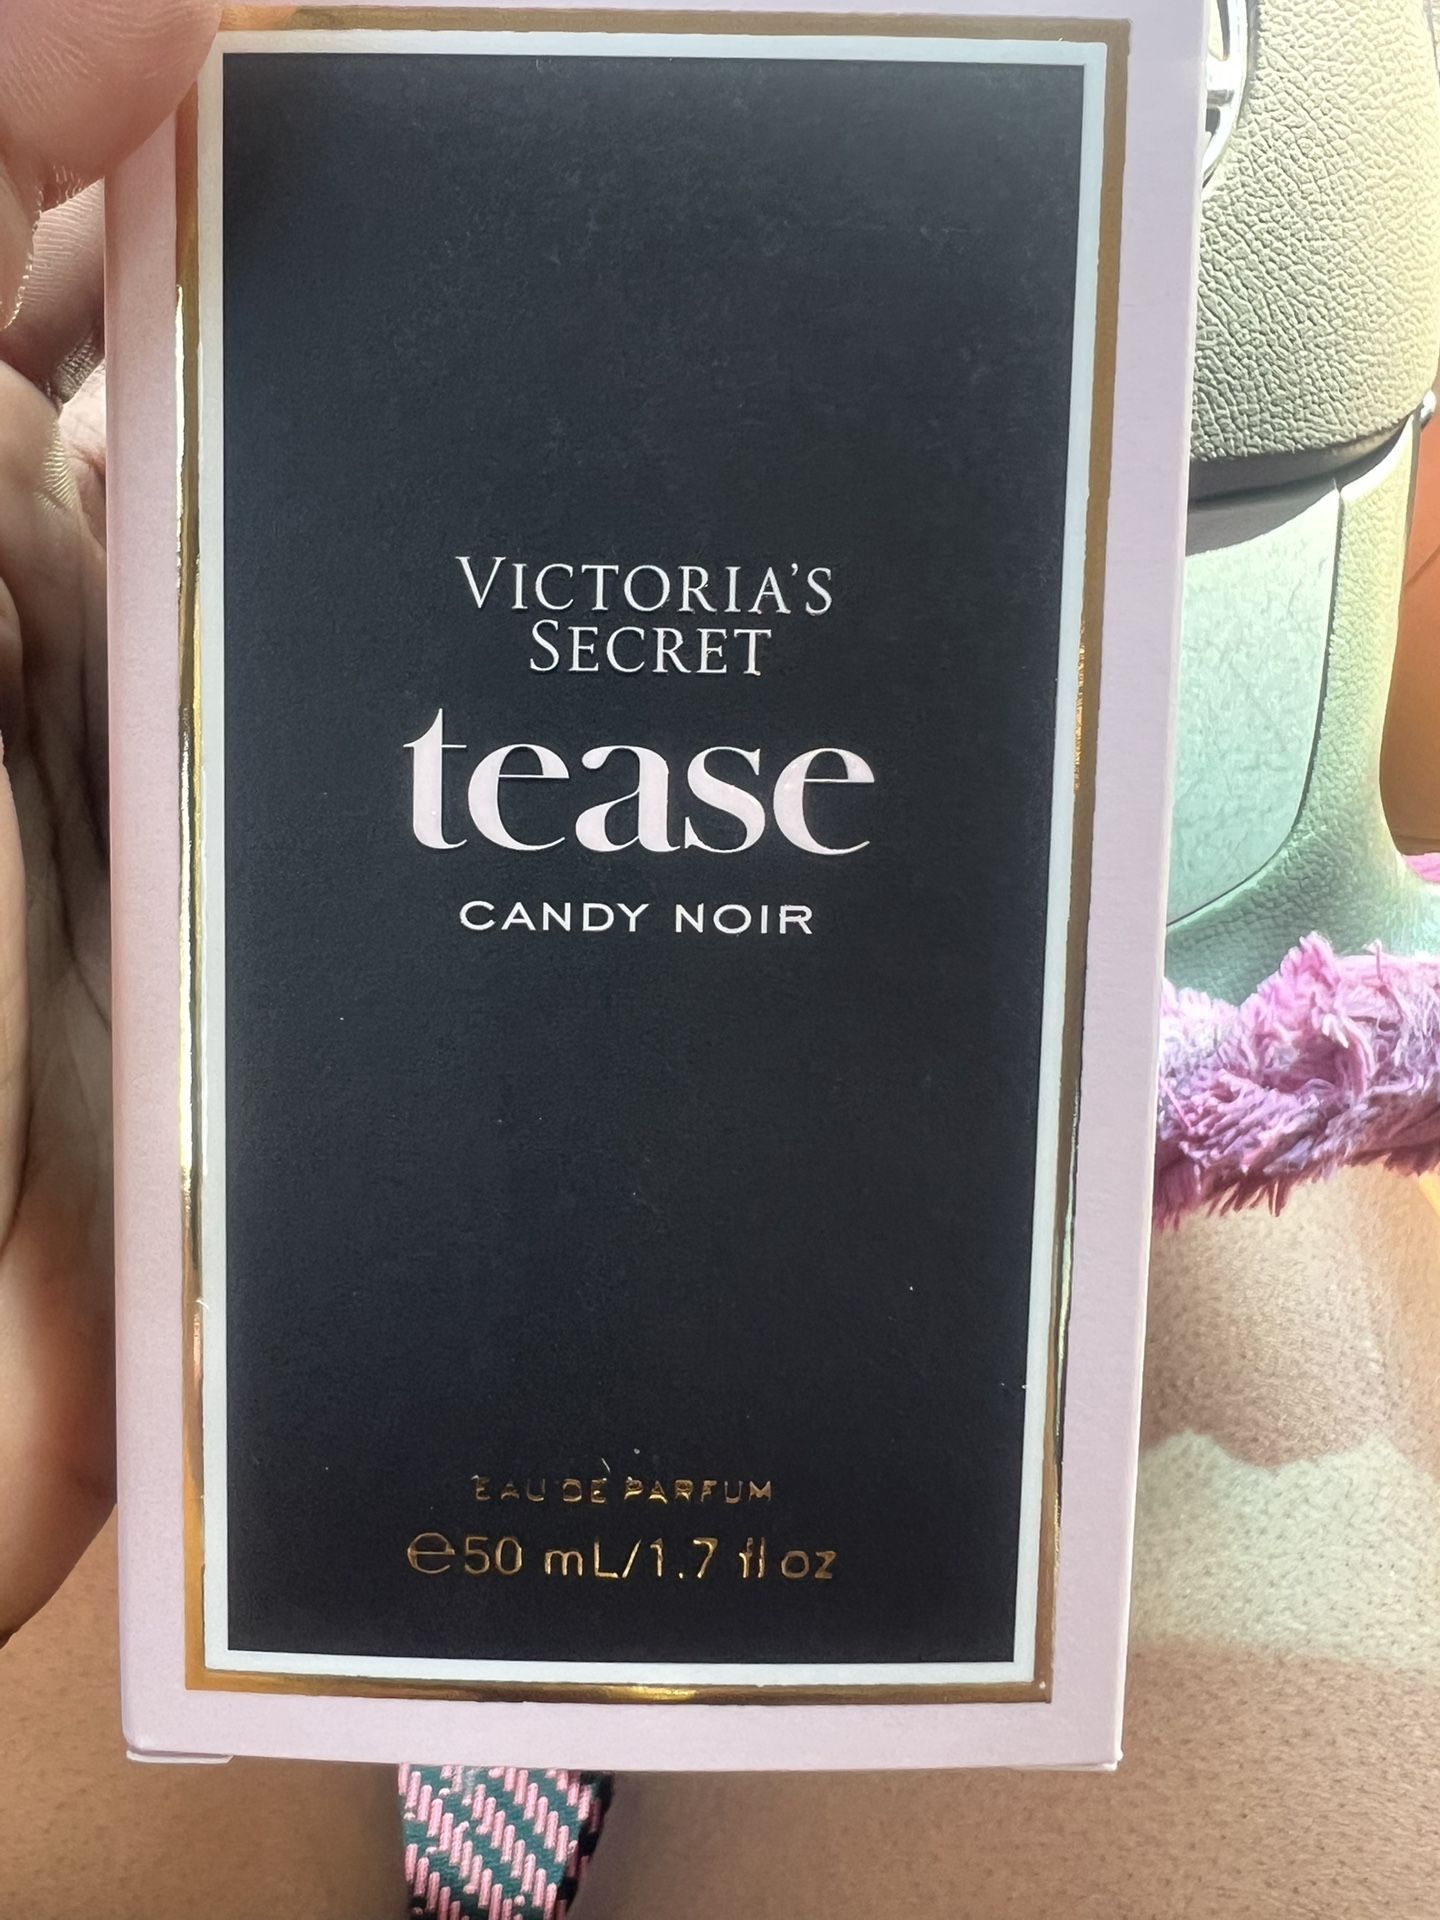 VICTORIA'S
SECRET
tease
CANDY NOIR
EAU DE PARFUM
℮50 mL/1.7 fl oz